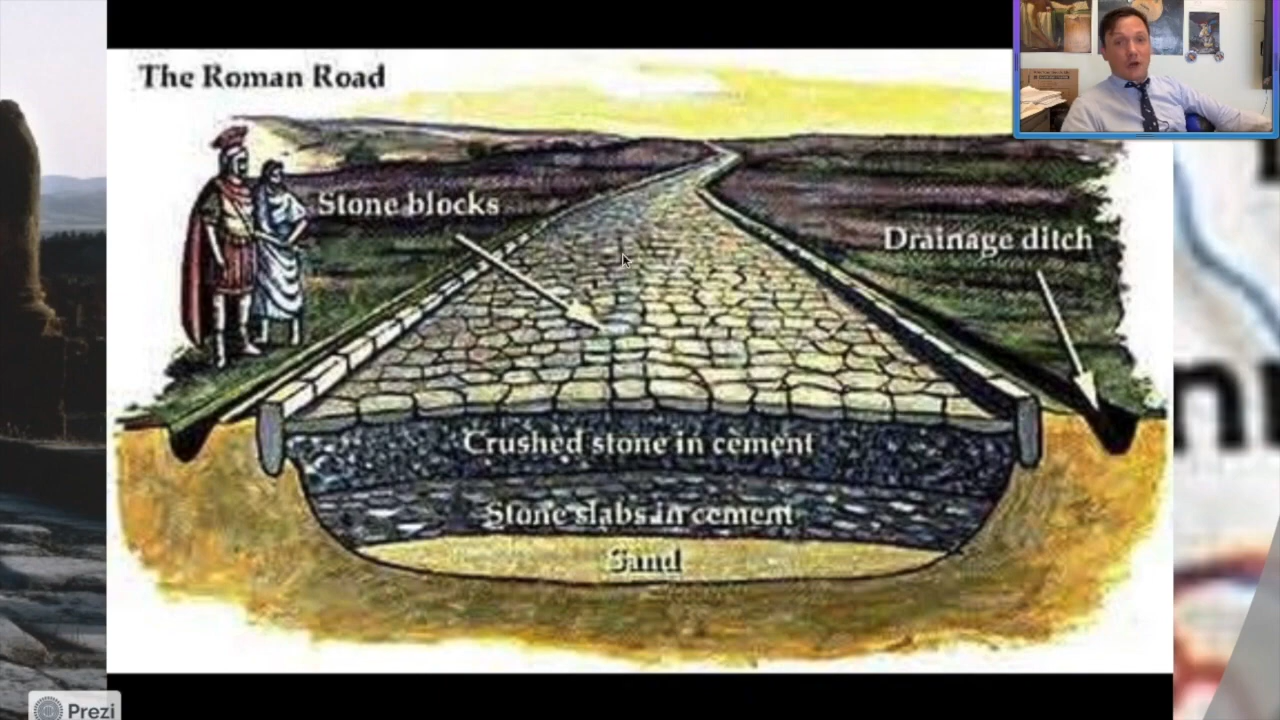 The Roman Road
Stone blocks
Drainage ditch
Crushed stone in cement
Stone slabs in cement
Sand
Prezi